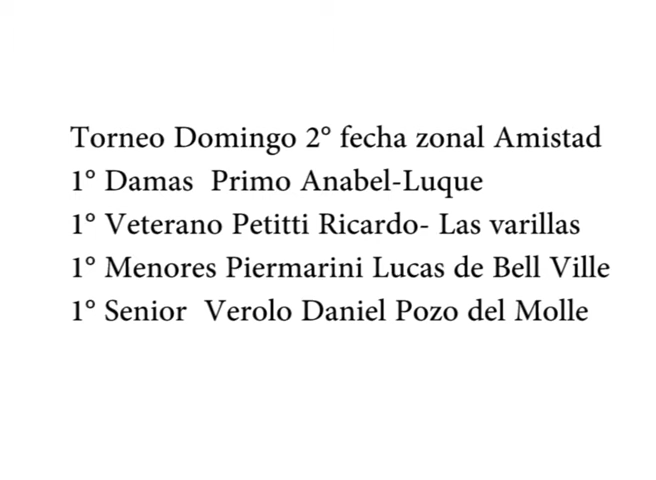 Torneo Domingo 2° fecha zonal Amistad
1° Damas  Primo Anabel-Luque
1° Veterano Petitti Ricardo- Las varillas
1° Menores Piermarini Lucas de Bell Ville
1° Senior  Verolo Daniel Pozo del Molle